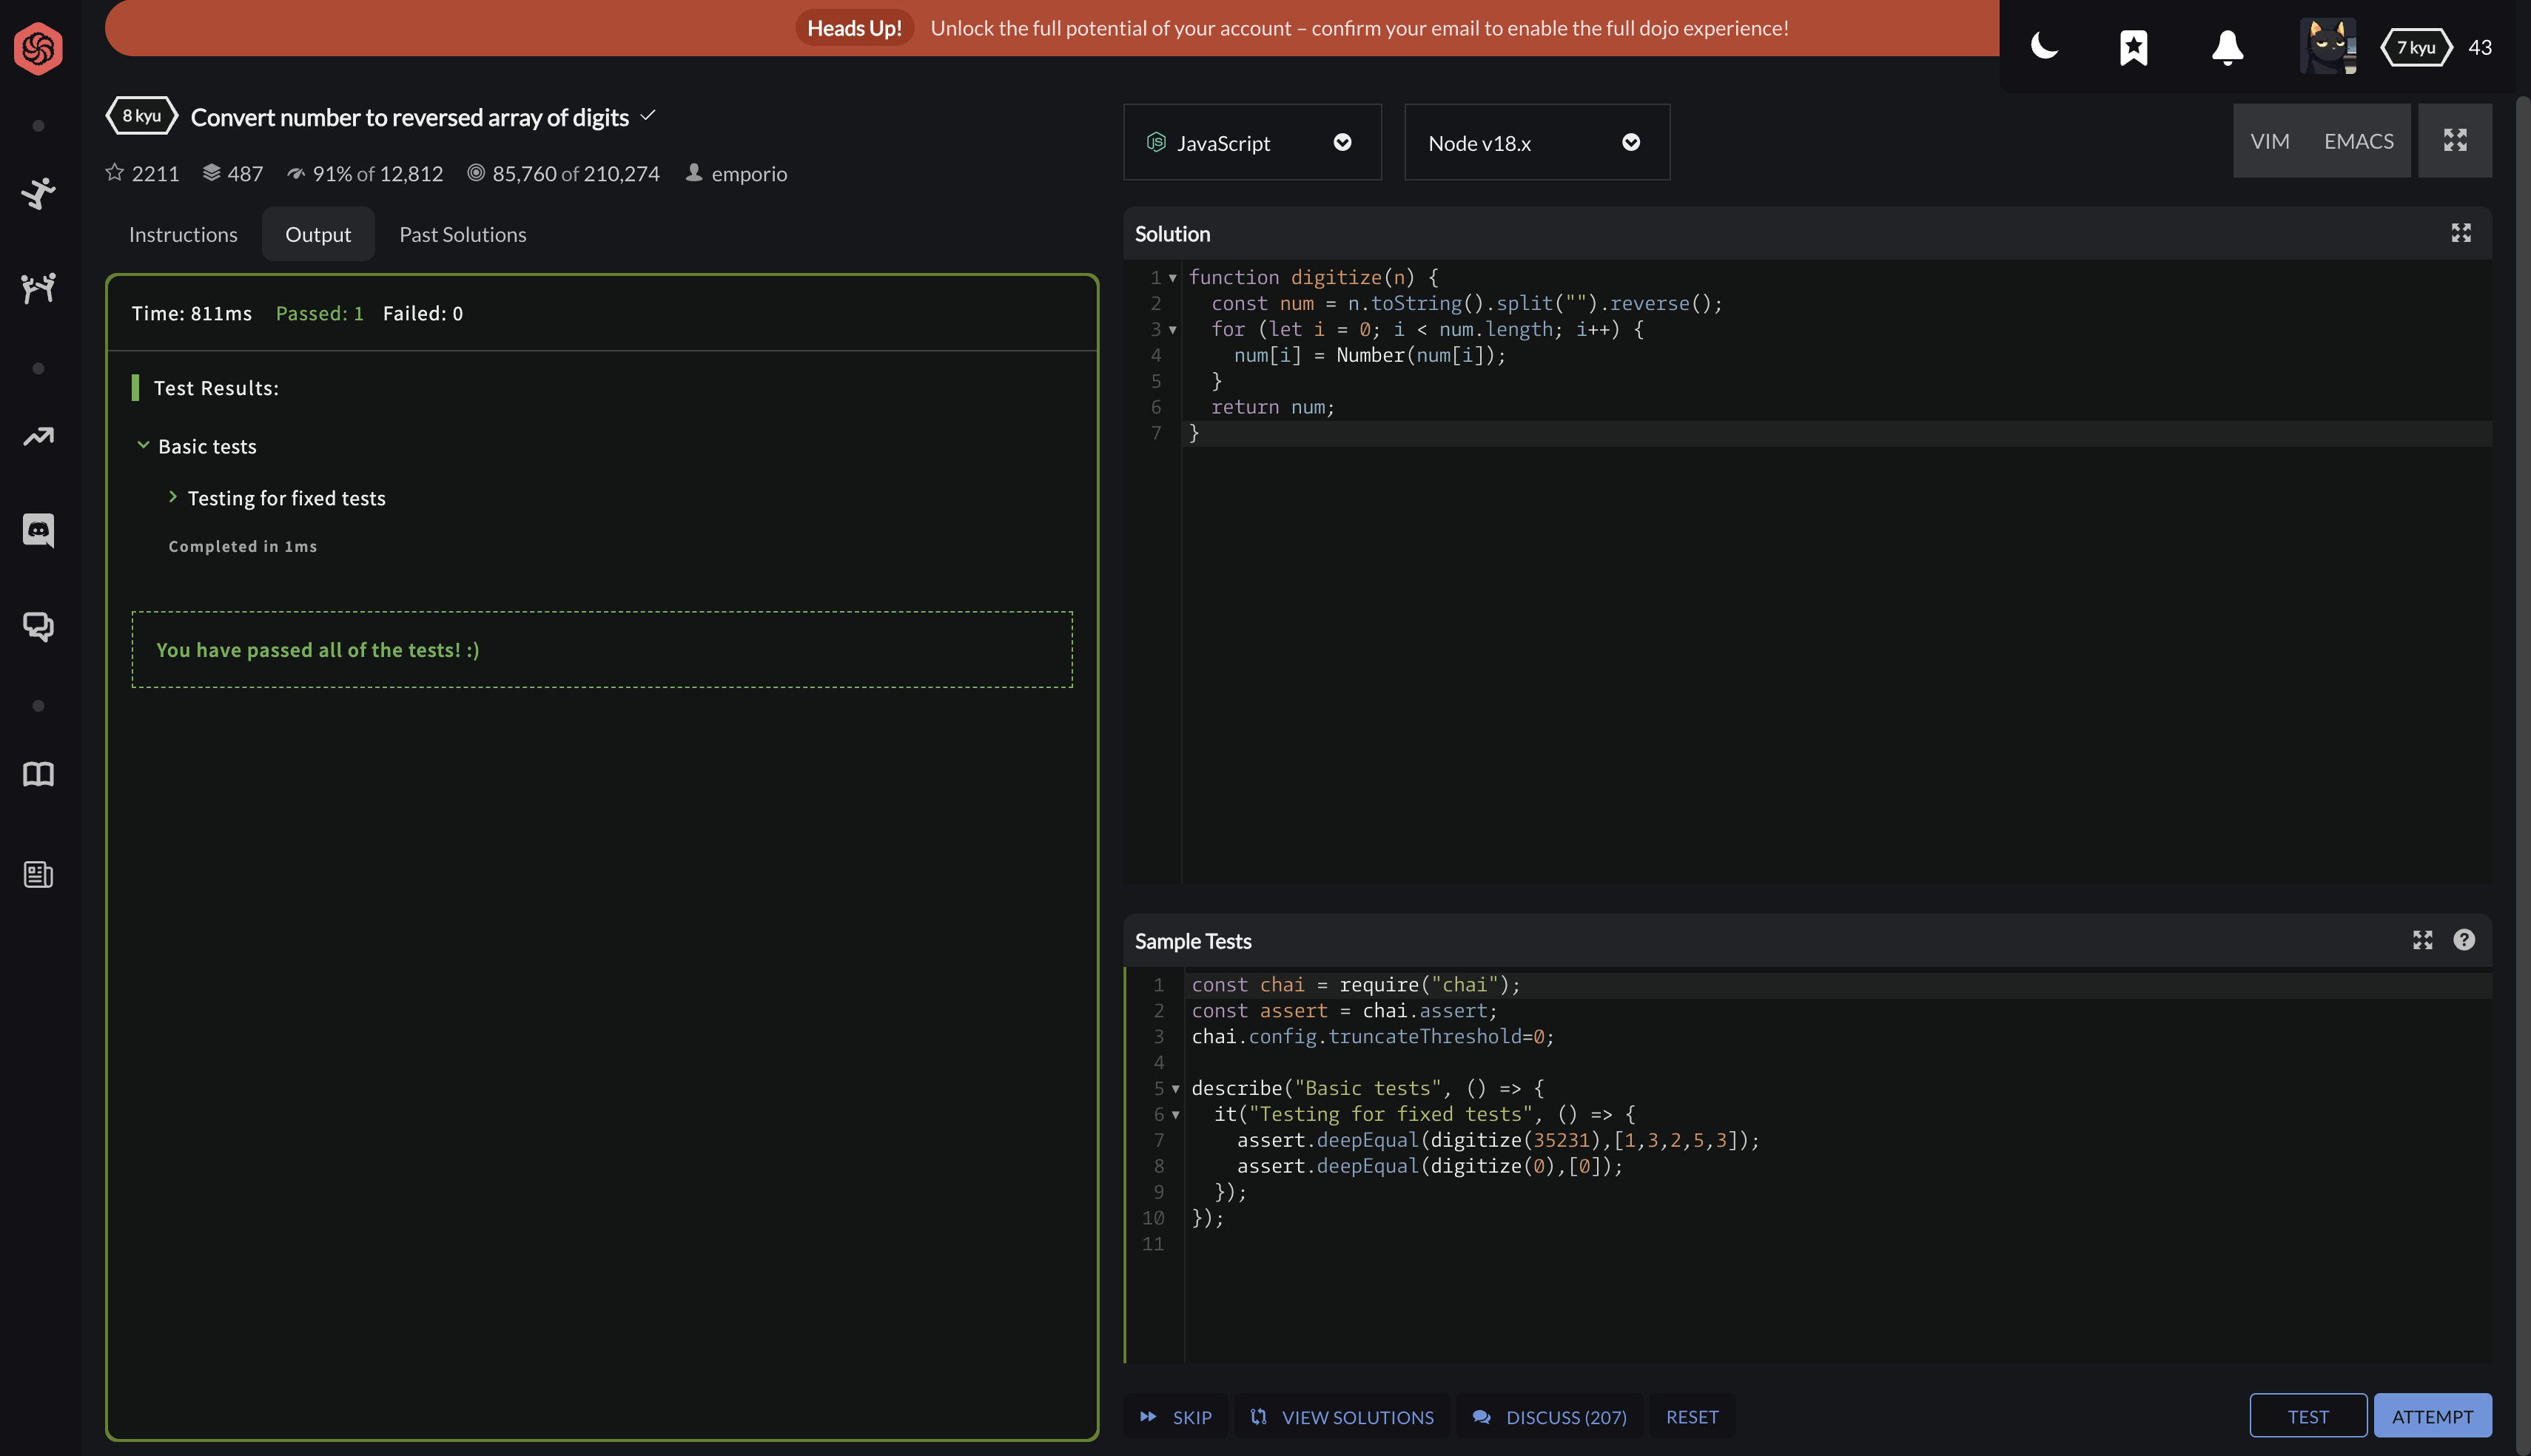 Heads Up! Unlock the full potential of your account – confirm your email to enable the full dojo experience!
7 kyu 43
8 kyu Convert number to reversed array of digits
2211 487 91% of 12,812 85,760 of 210,274 emporio
Instructions Output Past Solutions
Time: 811ms Passed: 1 Failed: 0
Test Results:
Basic tests
Testing for fixed tests
Completed in 1ms
You have passed all of the tests! :)
JavaScript Node v18.x VIM EMACS
Solution
1 function digitize(n) {
2   const num = n.toString().split("").reverse();
3   for (let i = 0; i < num.length; i++) {
4     num[i] = Number(num[i]);
5   }
6   return num;
7 }
Sample Tests
1 const chai = require("chai");
2 const assert = chai.assert;
3 chai.config.truncateThreshold=0;
4
5 describe("Basic tests", () => {
6   it("Testing for fixed tests", () => {
7     assert.deepEqual(digitize(35231),[1,3,2,5,3]);
8     assert.deepEqual(digitize(0),[0]);
9   });
10 });
11
SKIP VIEW SOLUTIONS DISCUSS (207) RESET TEST ATTEMPT